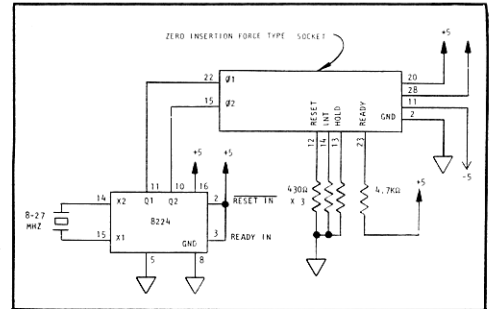 ZERO INSERTION FORCE TYPE SOCKET
+5
22 Ø1
20
28
15 Ø2
11
GND 2
RESET
INT
HOLD
READY
12
14
13
23
-5
+5 +5
430Ω
X 3
4.7KΩ
+5
11 10 16
14 X2 Q1 Q2
2 RESET IN
8-27
MHZ
8224
15 X1
GND
3 READY IN
5 8